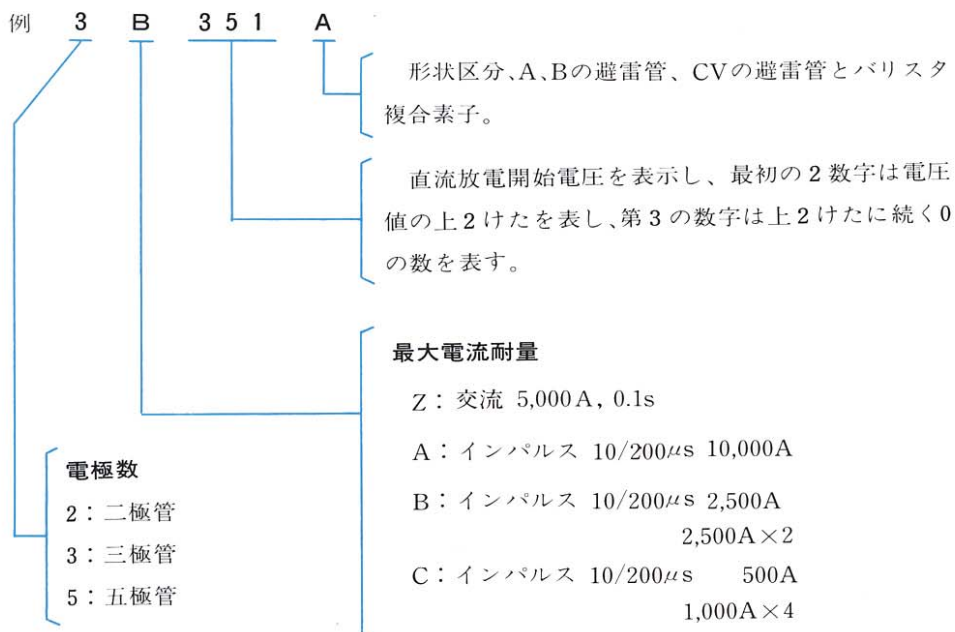 例 3 B 351 A
形状区分、A、Bの避雷管、CVの避雷管とバリスタ
複合素子。
直流放電開始電圧を表示し、最初の2数字は電圧
値の上2けたを表し、第3の数字は上2けたに続く0
の数を表す。
最大電流耐量
Z：交流 5,000A, 0.1s
A：インパルス 10/200μs 10,000A
B：インパルス 10/200μs 2,500A
2,500A×2
C：インパルス 10/200μs 500A
1,000A×4
電極数
2：二極管
3：三極管
5：五極管